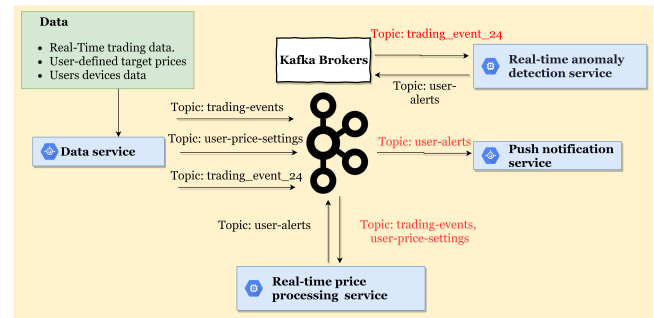 Data
Real-Time trading data.
User-defined target prices
Users devices data
Topic: trading_event_24
Kafka Brokers
Real-time anomaly
detection service
Topic: user-
alerts
Topic: trading-events
Topic: user-price-settings
Data service
Topic: user-alerts
Push notification
service
Topic: trading_event_24
Topic: user-alerts
Topic: trading-events,
user-price-settings
Real-time price
processing service